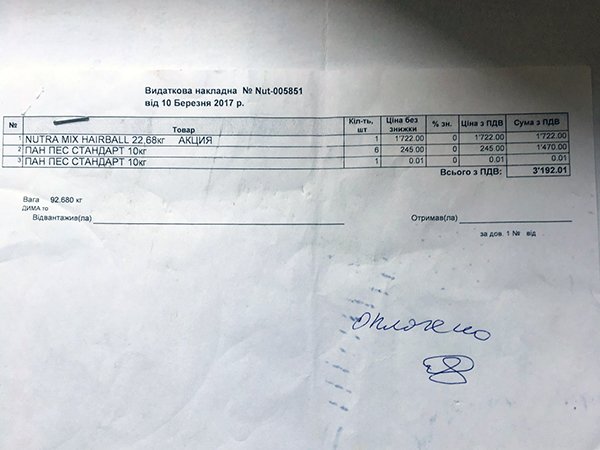 Видаткова накладна № Nut-005851
від 10 Березня 2017 р.
№ Товар Кіл-ть, шт Ціна без знижки % зн. Ціна з ПДВ Сума з ПДВ
1 NUTRA MIX HAIRBALL 22,68кг АКЦИЯ 1 1'722.00 0 1'722.00 1'722.00
2 ПАН ПЕС СТАНДАРТ 10кг 6 245.00 0 245.00 1'470.00
3 ПАН ПЕС СТАНДАРТ 10кг 1 0.01 0 0.01 0.01
Всього з ПДВ: 3'192.01
Вага 92.680 кг
ДИМА то
Відвантажив(ла) Отримав(ла)
за дов. 1 № від
оплачено